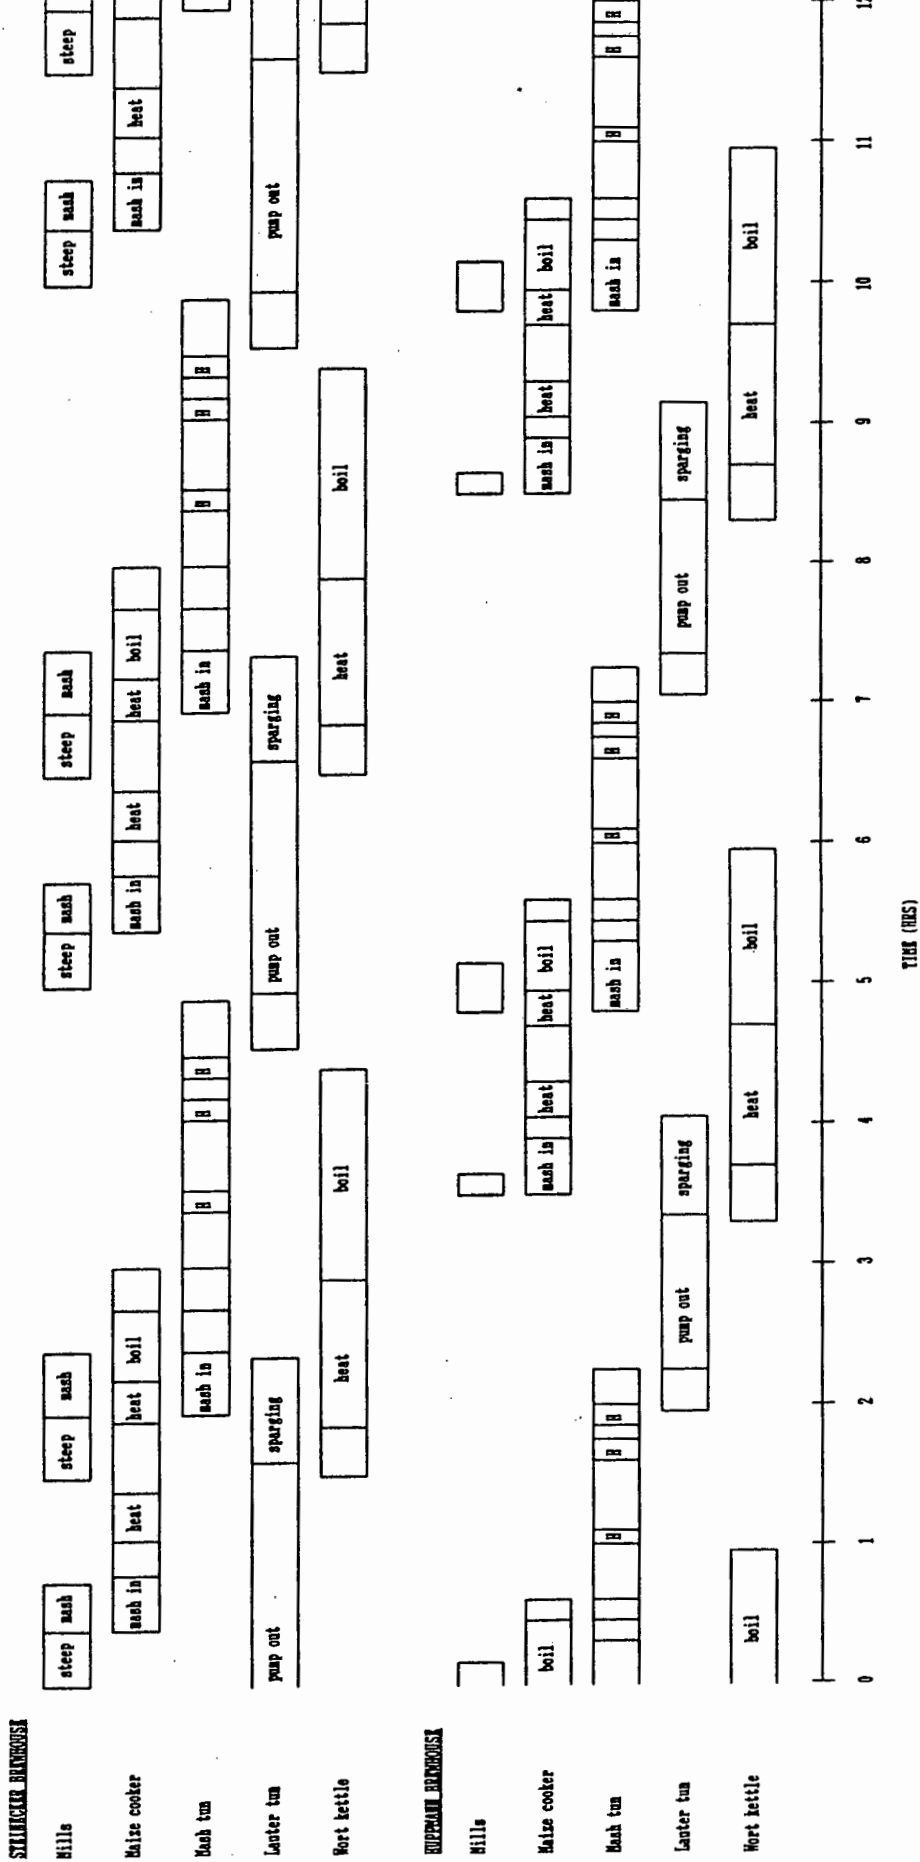 STEINECKER BREWHOUSE
Mills
steep mash steep mash steep mash steep mash steep mash steep
Maize cooker
mash in heat heat boil mash in heat heat boil mash in heat
Mash tun
mash in H H H mash in H H H
Lauter tun
pump out sparging pump out sparging pump out
Wort kettle
heat boil heat boil
HUPPMANN BREWHOUSE
Mills
Maize cooker
boil mash in heat heat boil mash in heat heat boil
Mash tun
H H H mash in H H H mash in H H H
Lauter tun
pump out sparging pump out sparging
Wort kettle
boil heat boil heat boil
0 1 2 3 4 5 6 7 8 9 10 11 12
TIME (HRS)